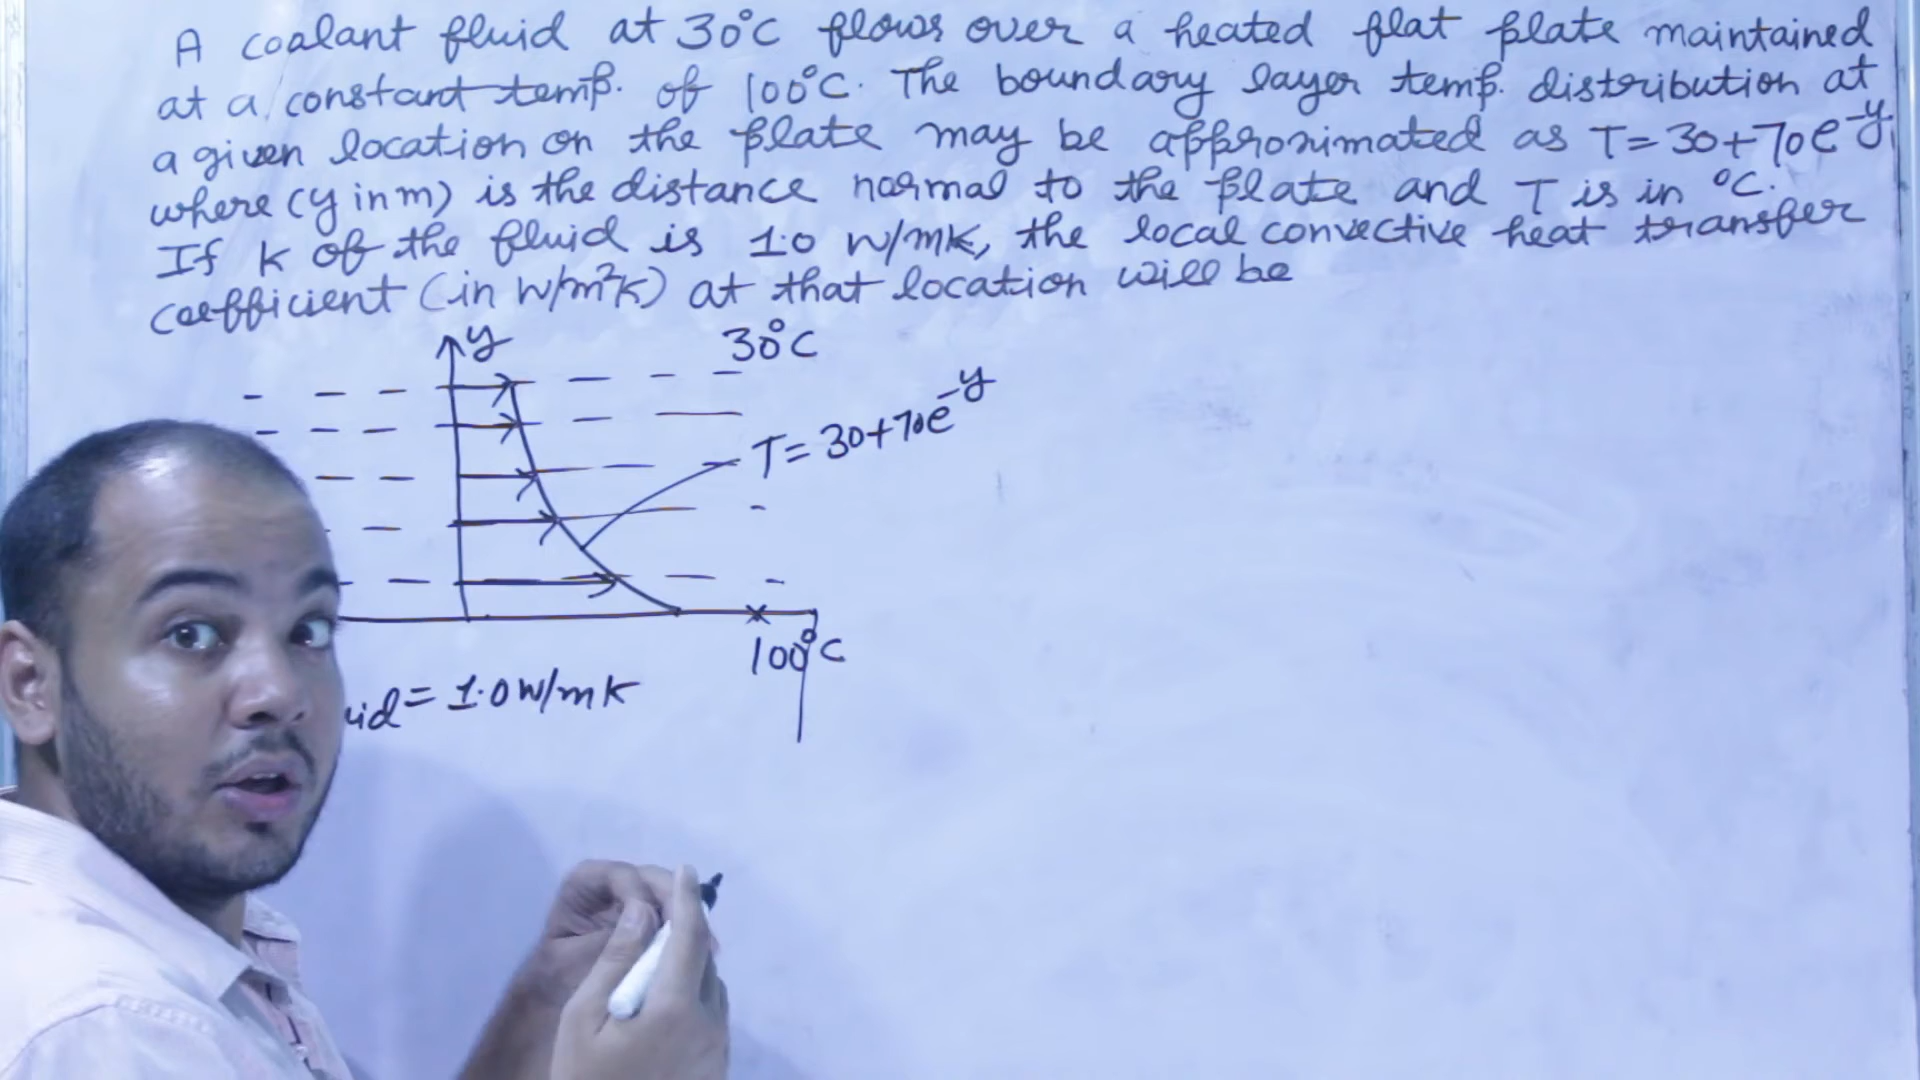 A coalant fluid at 30°C flows over a heated flat plate maintained
at a constant temp. of 100°C. The boundary layer temp. distribution at
a given location on the plate may be approximated as T=30+70e^-y,
where (y in m) is the distance normal to the plate and T is in °C.
If K of the fluid is 1.0 W/mK, the local convective heat transfer
coefficient (in W/m²K) at that location will be
y
30°C
T=30+70e^-y
100°C
uid=1.0W/mK